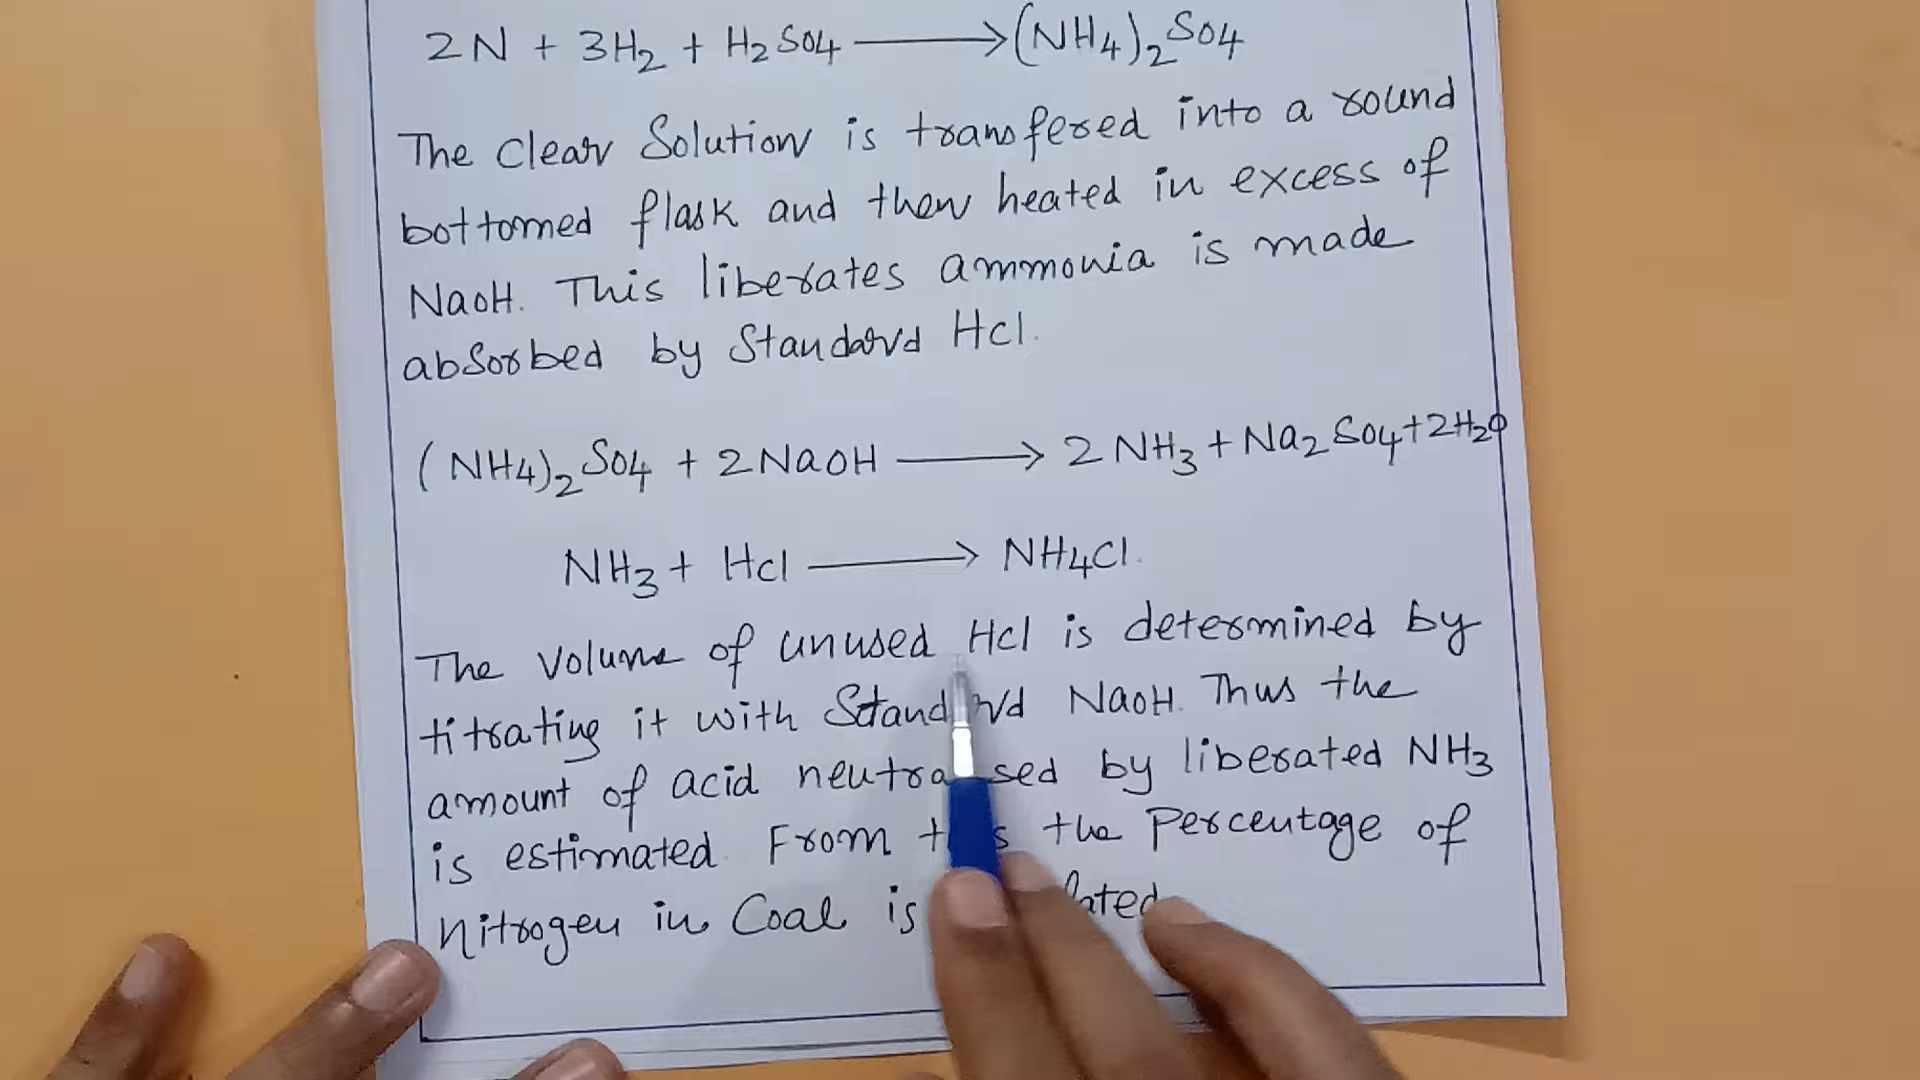 2N + 3H2 + H2SO4 ⟶ (NH4)2SO4
The Clear Solution is transfered into a round
bottomed flask and then heated in excess of
NaOH. This liberates ammonia is made
absorbed by Standard Hcl.
(NH4)2SO4 + 2NaOH ⟶ 2NH3 + Na2SO4+2H2O
NH3 + Hcl ⟶ NH4Cl.
The Volume of unused Hcl is determined by
titrating it with NaOH. Thus the
amount of acid by liberated NH3
is estimated. From the Percentage of
nitrogen in Coal is